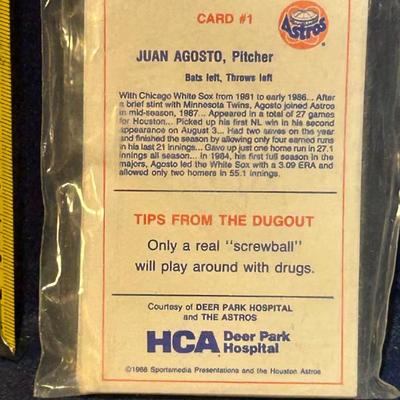 CARD #1
Astros
JUAN AGOSTO, Pitcher
Bats left, Throws left
With Chicago White Sox from 1981 to early 1986... After
a brief stint with Minnesota Twins, Agosto joined Astros
in mid-season, 1987... Appeared in a total of 27 games
for Houston... Picked up his first NL win in his second
appearance on August 3... Had two saves on the year
and finished the season by allowing only four earned runs
in his last 21 innings... Gave up just one home run in 27.1
innings all season... In 1984, his first full season in the
majors, Agosto led the White Sox with a 3.09 ERA and
allowed only two homers in 55.1 innings.
TIPS FROM THE DUGOUT
Only a real "screwball"
will play around with drugs.
Courtesy of DEER PARK HOSPITAL
and THE ASTROS
HCA Deer Park
Hospital
©1988 Sportsmedia Presentations and the Houston Astros